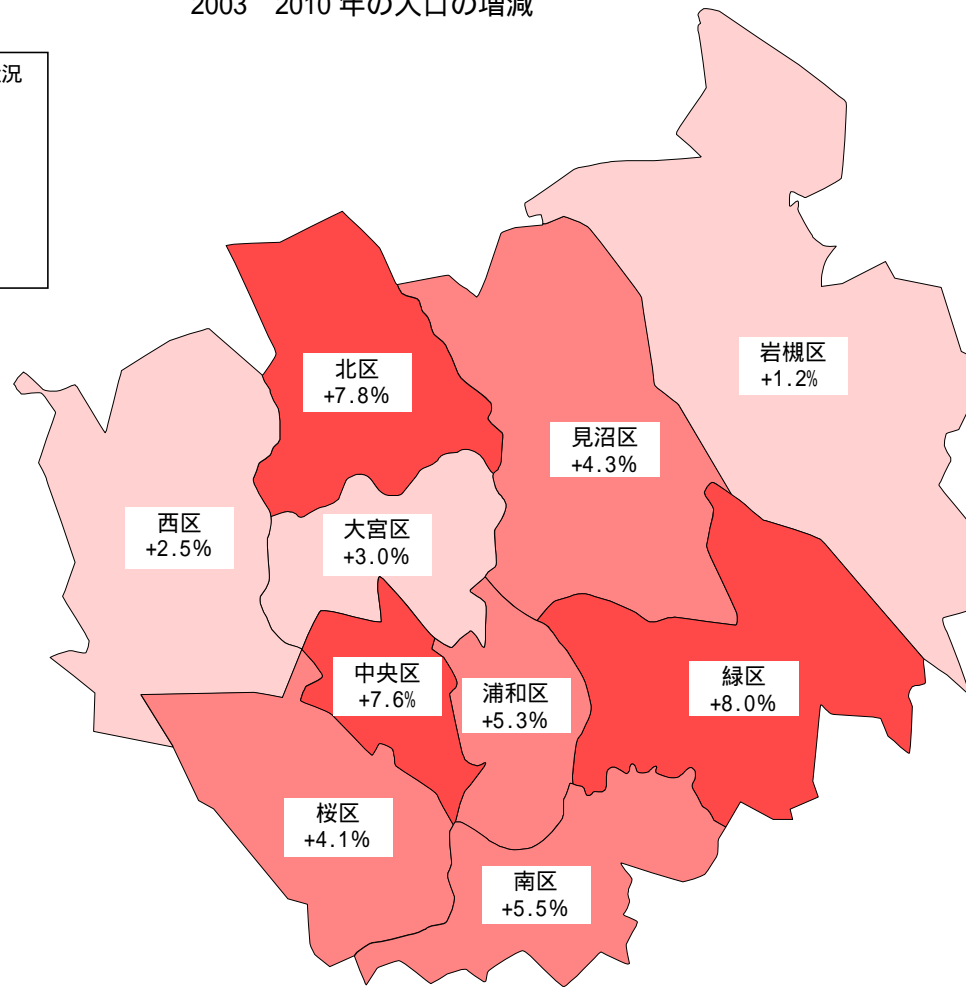 2003 2010 年の人口の増減
況
岩槻区
+1.2%
北区
+7.8%
見沼区
+4.3%
西区
+2.5%
大宮区
+3.0%
中央区
+7.6%
緑区
+8.0%
浦和区
+5.3%
桜区
+4.1%
南区
+5.5%